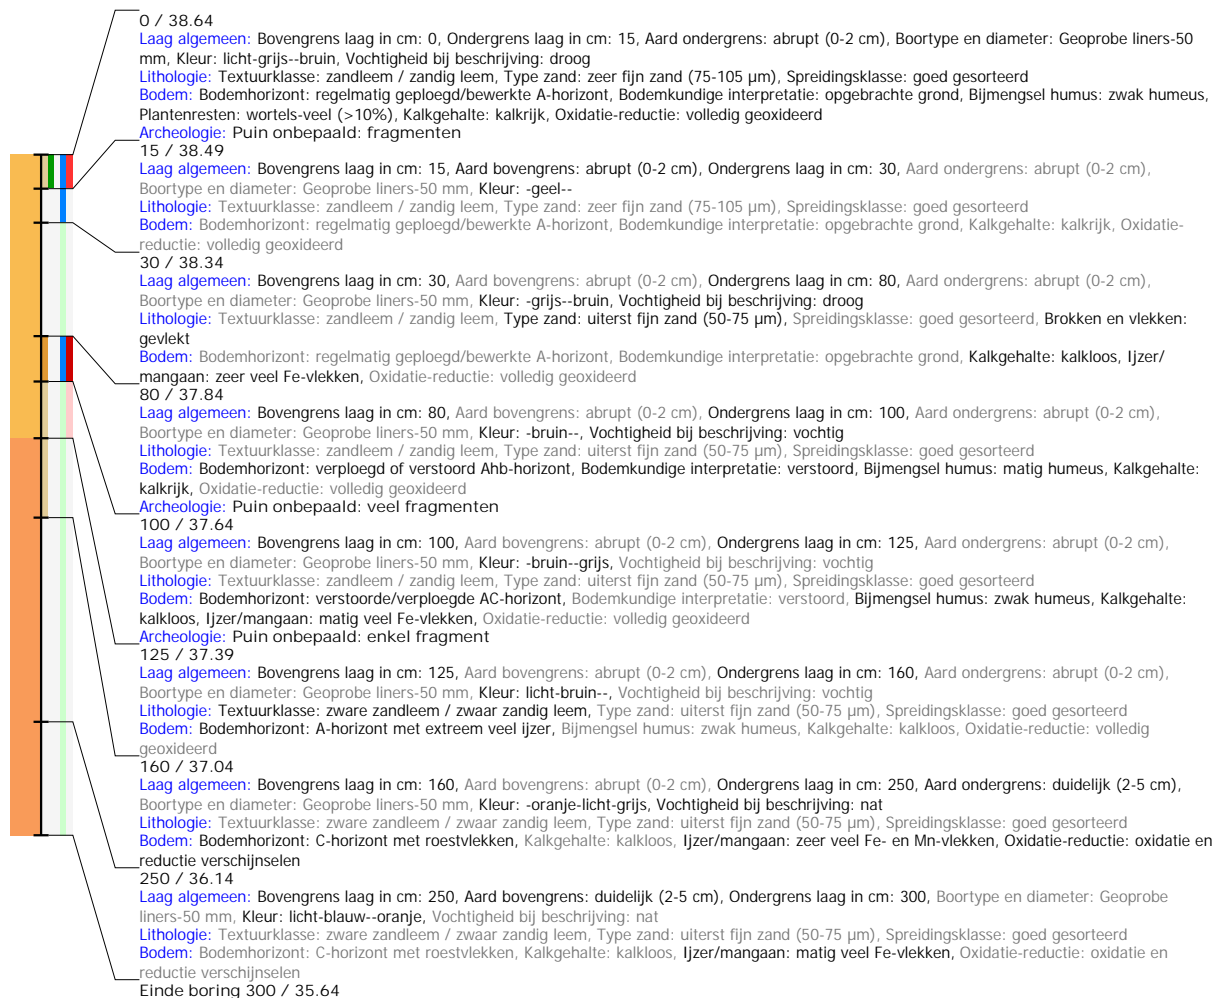 0 / 38.64
Laag algemeen: Bovengrens laag in cm: 0, Ondergrens laag in cm: 15, Aard ondergrens: abrupt (0-2 cm), Boortype en diameter: Geoprobe liners-50
mm, Kleur: licht-grijs--bruin, Vochtigheid bij beschrijving: droog
Lithologie: Textuurklasse: zandleem / zandig leem, Type zand: zeer fijn zand (75-105 µm), Spreidingsklasse: goed gesorteerd
Bodem: Bodemhorizont: regelmatig geploegd/bewerkte A-horizont, Bodemkundige interpretatie: opgebrachte grond, Bijmengsel humus: zwak humeus,
Plantenresten: wortels-veel (>10%), Kalkgehalte: kalkrijk, Oxidatie-reductie: volledig geoxideerd
Archeologie: Puin onbepaald: fragmenten
15 / 38.49
Laag algemeen: Bovengrens laag in cm: 15, Aard bovengrens: abrupt (0-2 cm), Ondergrens laag in cm: 30, Aard ondergrens: abrupt (0-2 cm),
Boortype en diameter: Geoprobe liners-50 mm, Kleur: -geel--
Lithologie: Textuurklasse: zandleem / zandig leem, Type zand: zeer fijn zand (75-105 µm), Spreidingsklasse: goed gesorteerd
Bodem: Bodemhorizont: regelmatig geploegd/bewerkte A-horizont, Bodemkundige interpretatie: opgebrachte grond, Kalkgehalte: kalkrijk, Oxidatie-
reductie: volledig geoxideerd
30 / 38.34
Laag algemeen: Bovengrens laag in cm: 30, Aard bovengrens: abrupt (0-2 cm), Ondergrens laag in cm: 80, Aard ondergrens: abrupt (0-2 cm),
Boortype en diameter: Geoprobe liners-50 mm, Kleur: -grijs--bruin, Vochtigheid bij beschrijving: droog
Lithologie: Textuurklasse: zandleem / zandig leem, Type zand: uiterst fijn zand (50-75 µm), Spreidingsklasse: goed gesorteerd, Brokken en vlekken:
gevlekt
Bodem: Bodemhorizont: regelmatig geploegd/bewerkte A-horizont, Bodemkundige interpretatie: opgebrachte grond, Kalkgehalte: kalkloos, Ijzer/
mangaan: zeer veel Fe-vlekken, Oxidatie-reductie: volledig geoxideerd
80 / 37.84
Laag algemeen: Bovengrens laag in cm: 80, Aard bovengrens: abrupt (0-2 cm), Ondergrens laag in cm: 100, Aard ondergrens: abrupt (0-2 cm),
Boortype en diameter: Geoprobe liners-50 mm, Kleur: -bruin--, Vochtigheid bij beschrijving: vochtig
Lithologie: Textuurklasse: zandleem / zandig leem, Type zand: uiterst fijn zand (50-75 µm), Spreidingsklasse: goed gesorteerd
Bodem: Bodemhorizont: verploegd of verstoord Ahb-horizont, Bodemkundige interpretatie: verstoord, Bijmengsel humus: matig humeus, Kalkgehalte:
kalkrijk, Oxidatie-reductie: volledig geoxideerd
Archeologie: Puin onbepaald: veel fragmenten
100 / 37.64
Laag algemeen: Bovengrens laag in cm: 100, Aard bovengrens: abrupt (0-2 cm), Ondergrens laag in cm: 125, Aard ondergrens: abrupt (0-2 cm),
Boortype en diameter: Geoprobe liners-50 mm, Kleur: -bruin--grijs, Vochtigheid bij beschrijving: vochtig
Lithologie: Textuurklasse: zandleem / zandig leem, Type zand: uiterst fijn zand (50-75 µm), Spreidingsklasse: goed gesorteerd
Bodem: Bodemhorizont: verstoorde/verploegde AC-horizont, Bodemkundige interpretatie: verstoord, Bijmengsel humus: zwak humeus, Kalkgehalte:
kalkloos, Ijzer/mangaan: matig veel Fe-vlekken, Oxidatie-reductie: volledig geoxideerd
Archeologie: Puin onbepaald: enkel fragment
125 / 37.39
Laag algemeen: Bovengrens laag in cm: 125, Aard bovengrens: abrupt (0-2 cm), Ondergrens laag in cm: 160, Aard ondergrens: abrupt (0-2 cm),
Boortype en diameter: Geoprobe liners-50 mm, Kleur: licht-bruin--, Vochtigheid bij beschrijving: vochtig
Lithologie: Textuurklasse: zware zandleem / zwaar zandig leem, Type zand: uiterst fijn zand (50-75 µm), Spreidingsklasse: goed gesorteerd
Bodem: Bodemhorizont: A-horizont met extreem veel ijzer, Bijmengsel humus: zwak humeus, Kalkgehalte: kalkloos, Oxidatie-reductie: volledig
geoxideerd
160 / 37.04
Laag algemeen: Bovengrens laag in cm: 160, Aard bovengrens: abrupt (0-2 cm), Ondergrens laag in cm: 250, Aard ondergrens: duidelijk (2-5 cm),
Boortype en diameter: Geoprobe liners-50 mm, Kleur: -oranje-licht-grijs, Vochtigheid bij beschrijving: nat
Lithologie: Textuurklasse: zware zandleem / zwaar zandig leem, Type zand: uiterst fijn zand (50-75 µm), Spreidingsklasse: goed gesorteerd
Bodem: Bodemhorizont: C-horizont met roestvlekken, Kalkgehalte: kalkloos, Ijzer/mangaan: zeer veel Fe- en Mn-vlekken, Oxidatie-reductie: oxidatie en
reductie verschijnselen
250 / 36.14
Laag algemeen: Bovengrens laag in cm: 250, Aard bovengrens: duidelijk (2-5 cm), Ondergrens laag in cm: 300, Boortype en diameter: Geoprobe
liners-50 mm, Kleur: licht-blauw--oranje, Vochtigheid bij beschrijving: nat
Lithologie: Textuurklasse: zware zandleem / zwaar zandig leem, Type zand: uiterst fijn zand (50-75 µm), Spreidingsklasse: goed gesorteerd
Bodem: Bodemhorizont: C-horizont met roestvlekken, Kalkgehalte: kalkloos, Ijzer/mangaan: matig veel Fe-vlekken, Oxidatie-reductie: oxidatie en
reductie verschijnselen
Einde boring 300 / 35.64